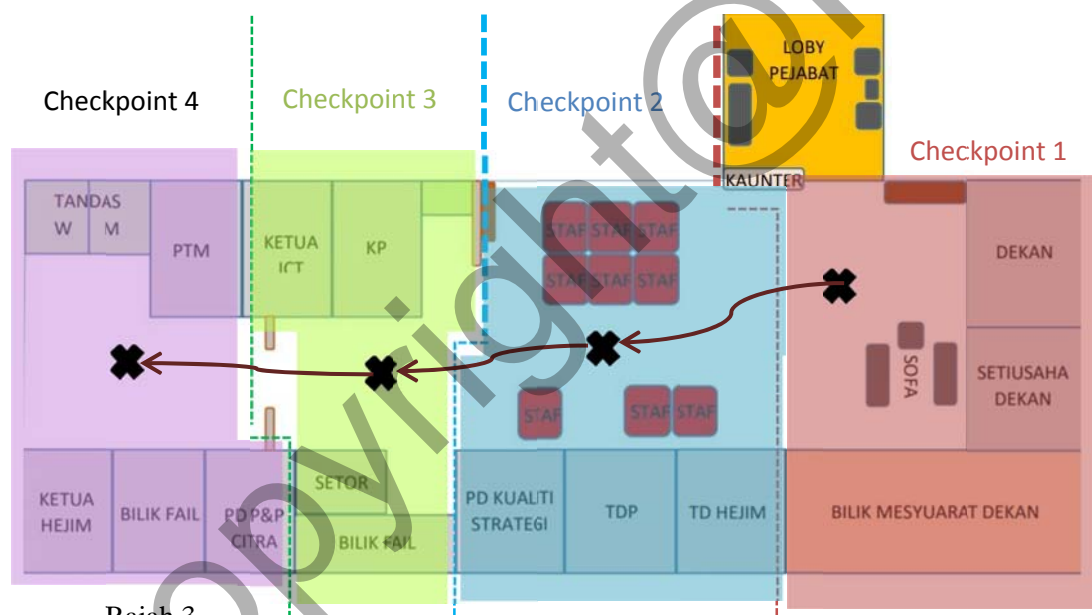 LOBY
PEJABAT
Checkpoint 4
Checkpoint 3
Checkpoint 2
Checkpoint 1
KAUNTER
TANDAS
W M
PTM
KETUA
ICT
KP
STAF STAF STAF
STAF STAF STAF
DEKAN
SOFA
SETIUSAHA
DEKAN
STAF
STAF STAF
KETUA
HEJIM
BILIK FAIL
PD P&P
CITRA
SETOR
BILIK FAIL
PD KUALITI
STRATEGI
TDP
TD HEJIM
BILIK MESYUARAT DEKAN